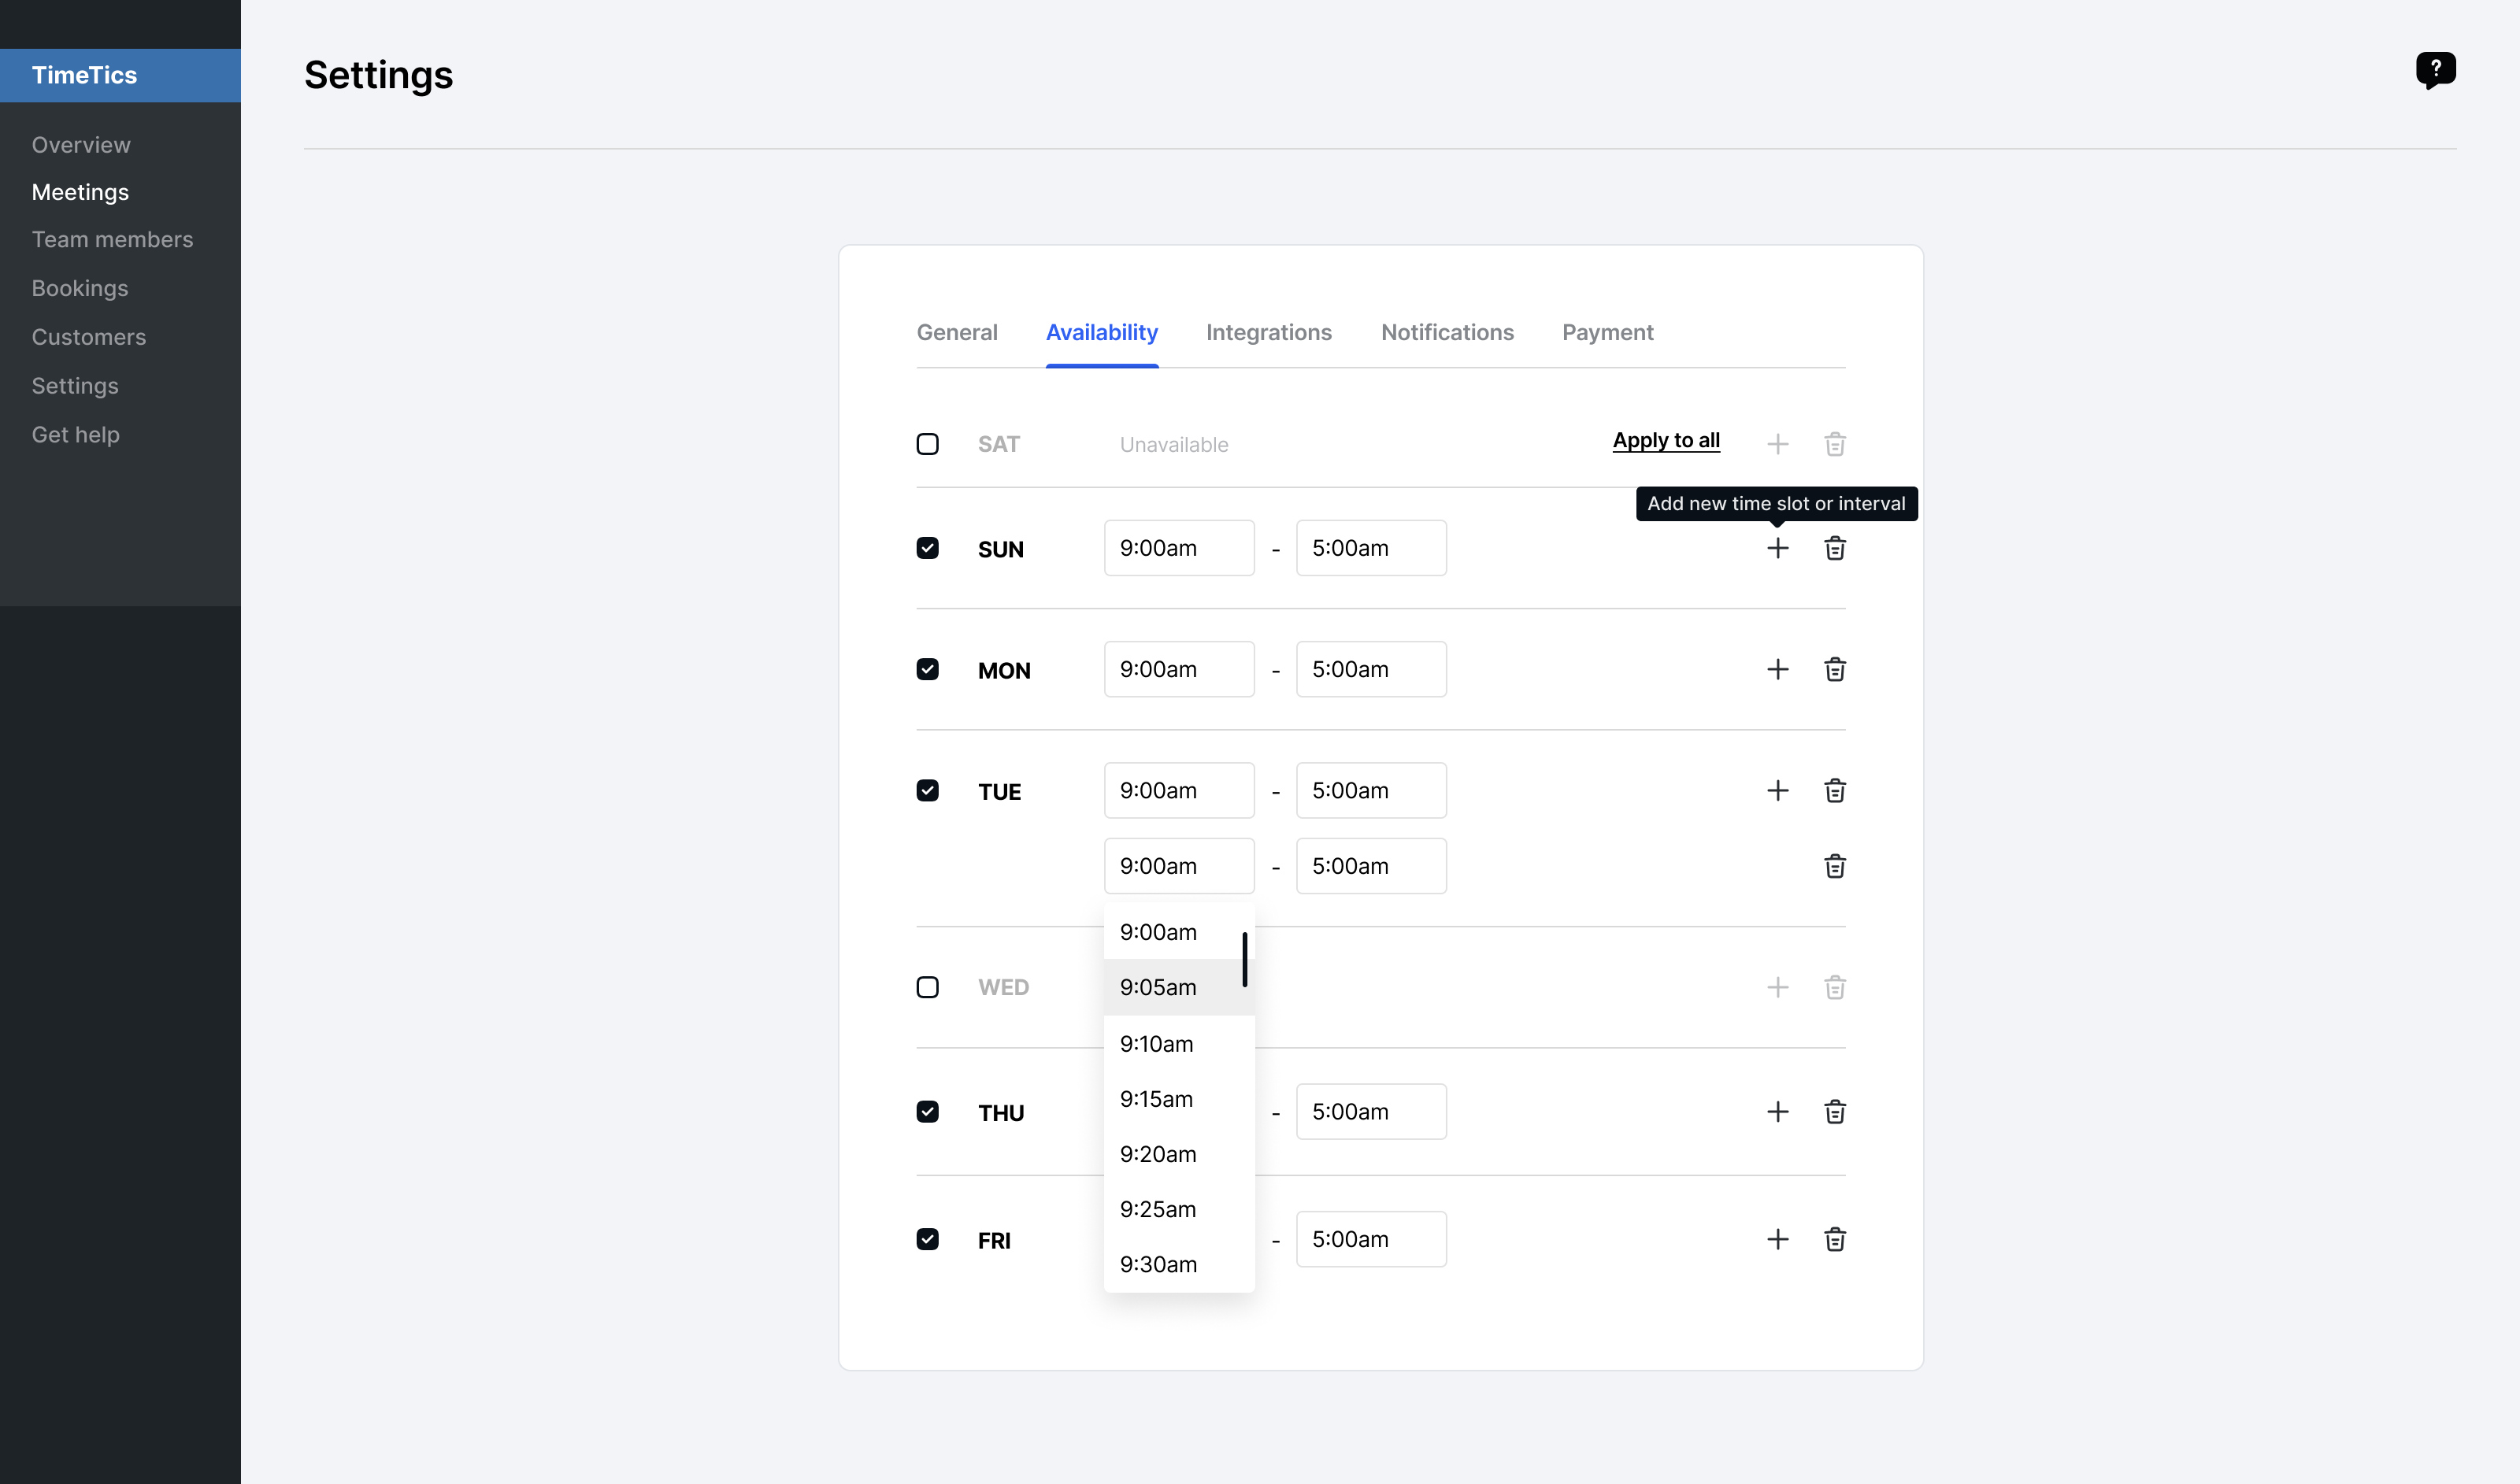 TimeTics
Overview
Meetings
Team members
Bookings
Customers
Settings
Get help
Settings
?
General Availability Integrations Notifications Payment
SAT Unavailable Apply to all
Add new time slot or interval
SUN 9:00am - 5:00am
MON 9:00am - 5:00am
TUE 9:00am - 5:00am
9:00am - 5:00am
9:00am
WED 9:05am
9:10am
THU - 5:00am
9:15am
9:20am
9:25am
FRI - 5:00am
9:30am